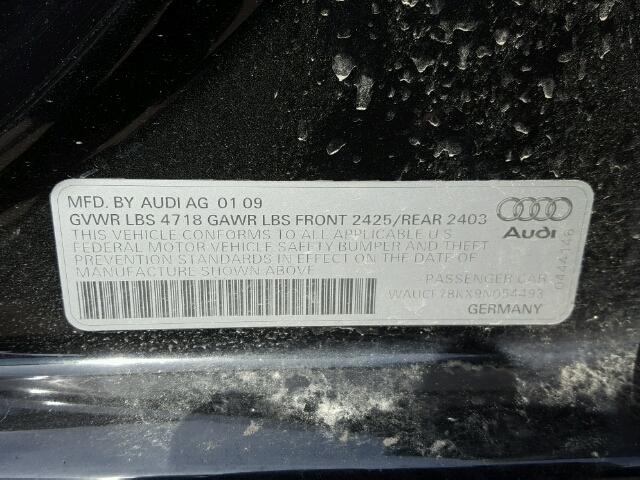 MFD. BY AUDI AG 01 09
GVWR LBS 4718 GAWR LBS FRONT 2425/REAR 2403
THIS VEHICLE CONFORMS TO ALL APPLICABLE U.S
FEDERAL MOTOR VEHICLE SAFETY BUMPER AND THEFT
PREVENTION STANDARDS IN EFFECT ON THE DATE OF
MANUFACTURE SHOWN ABOVE
Audi
PASSENGER CAR
WAUCF78KX9N054493
GERMANY